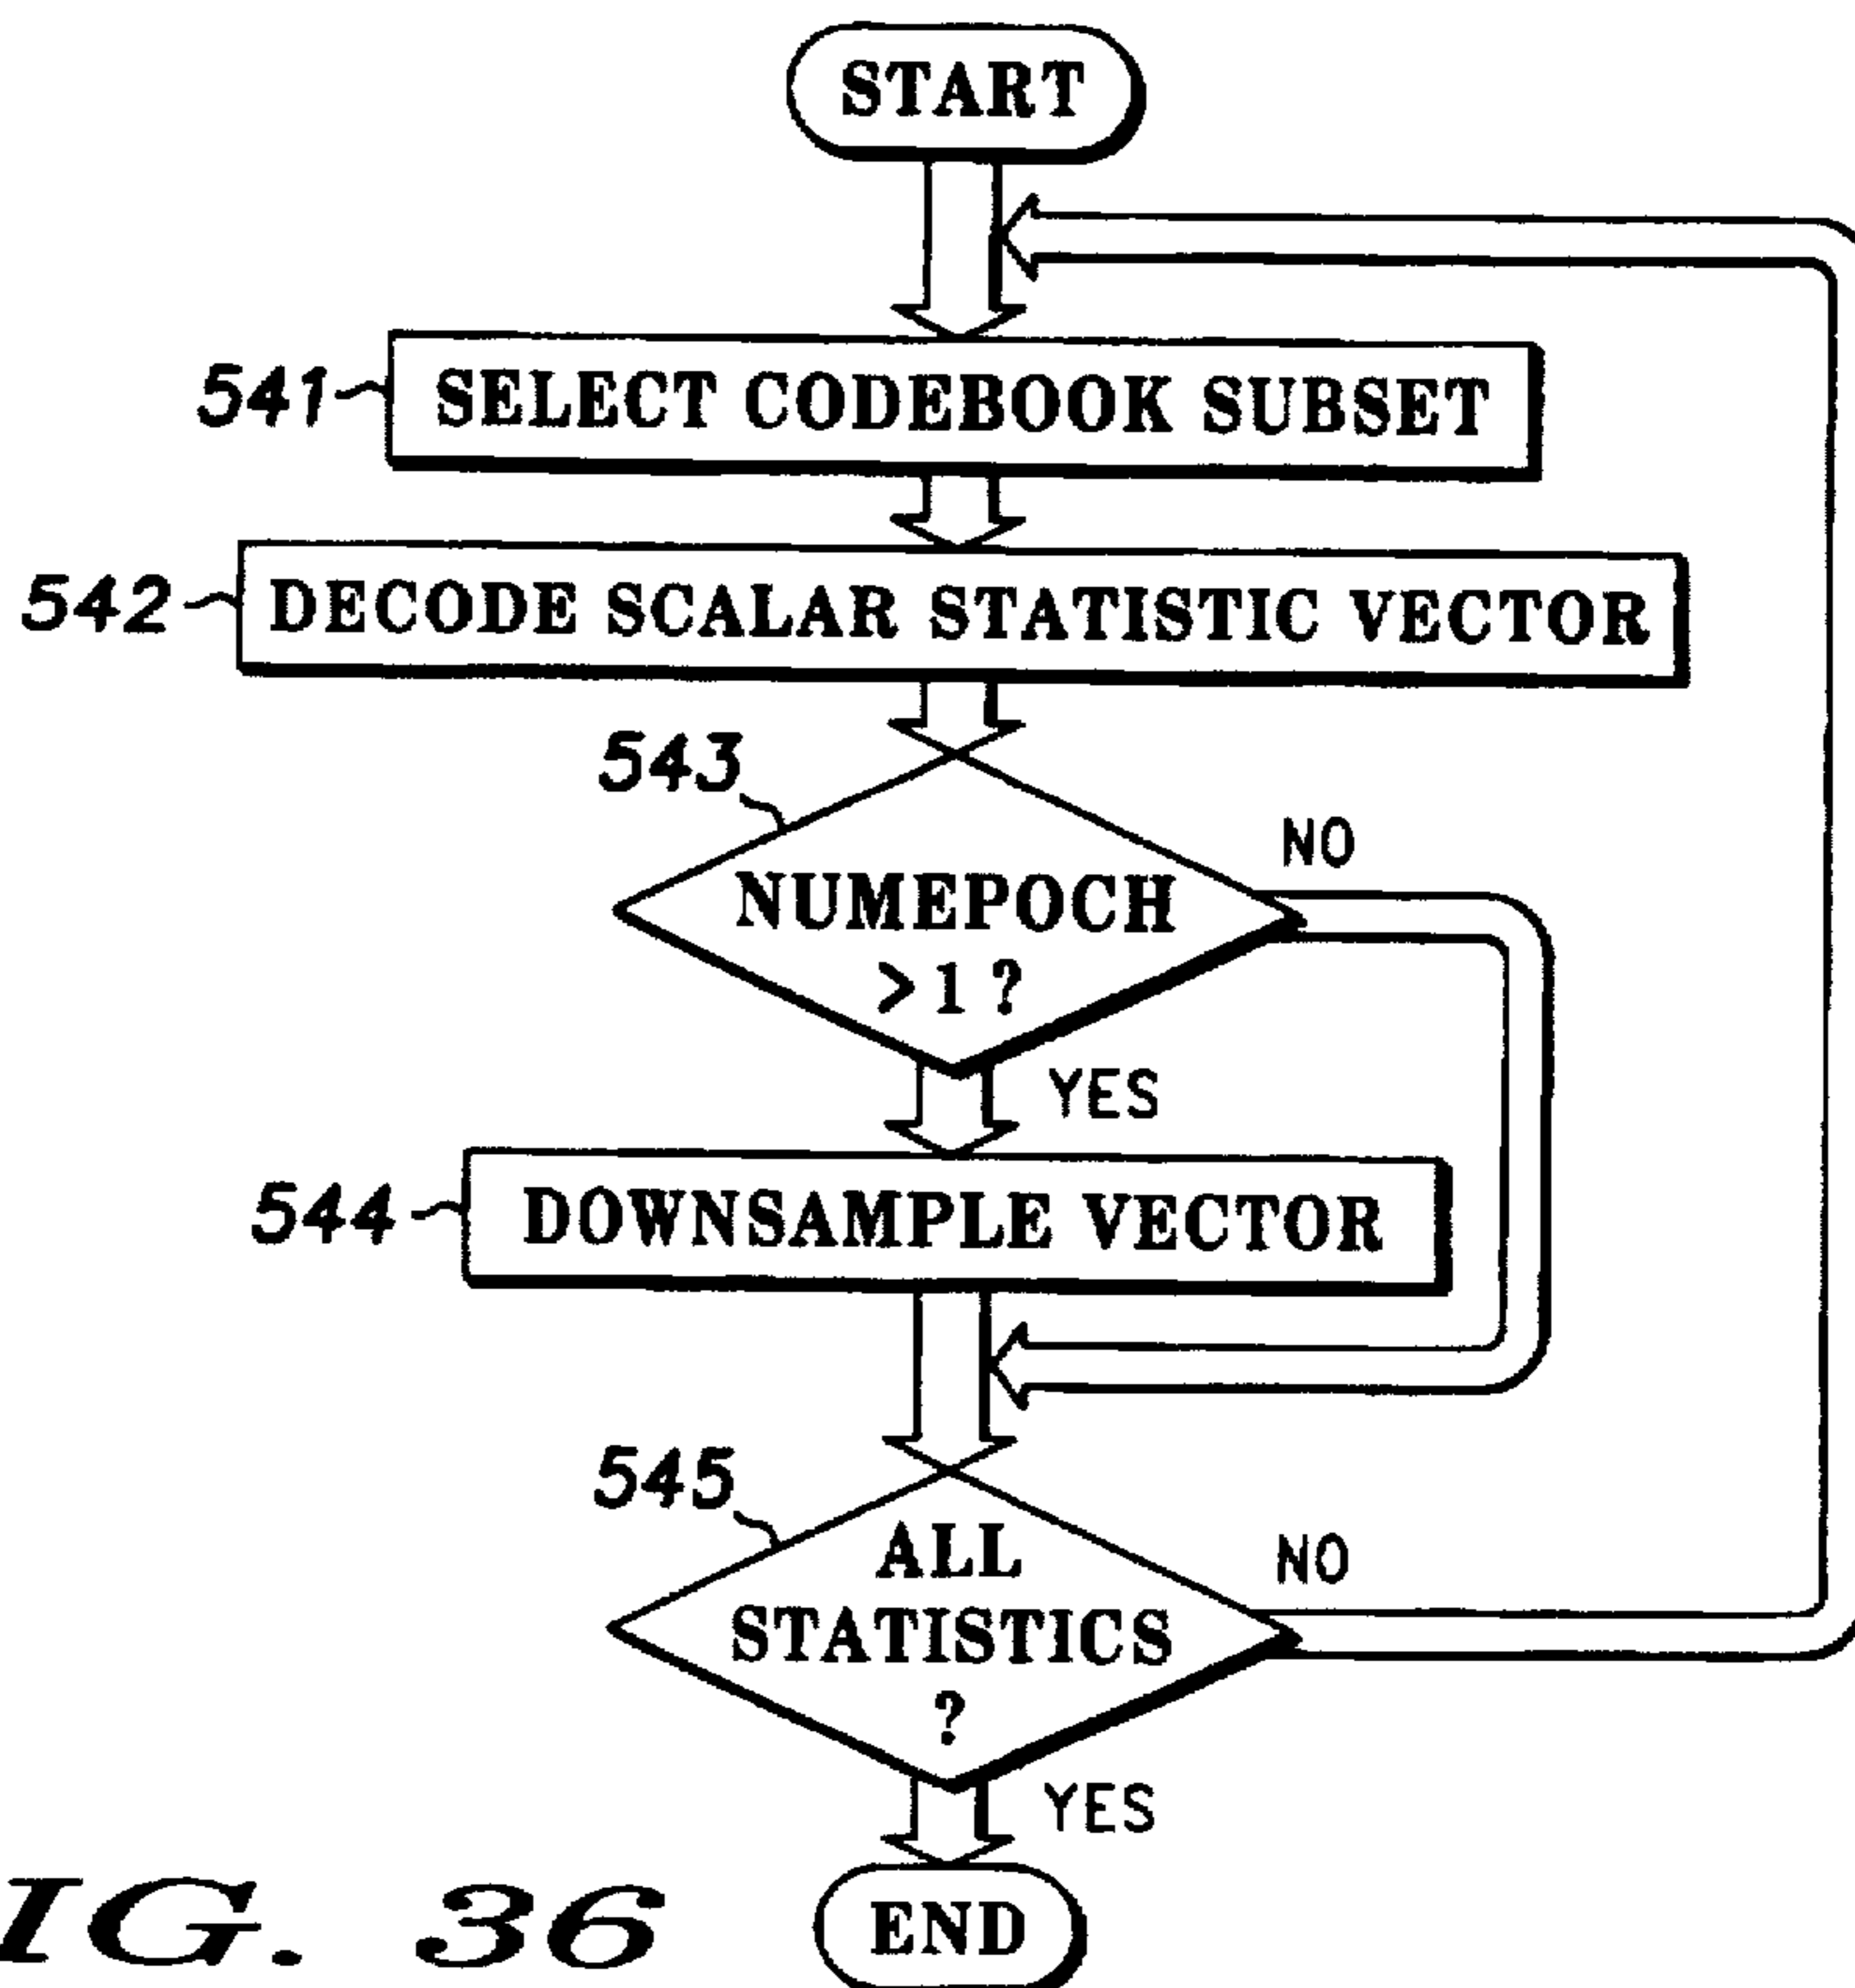 START
541
SELECT CODEBOOK SUBSET
542
DECODE SCALAR STATISTIC VECTOR
543
NUMEPOCH
>1 ?
NO
YES
544
DOWNSAMPLE VECTOR
545
ALL
STATISTICS
?
NO
YES
END
IG. 36